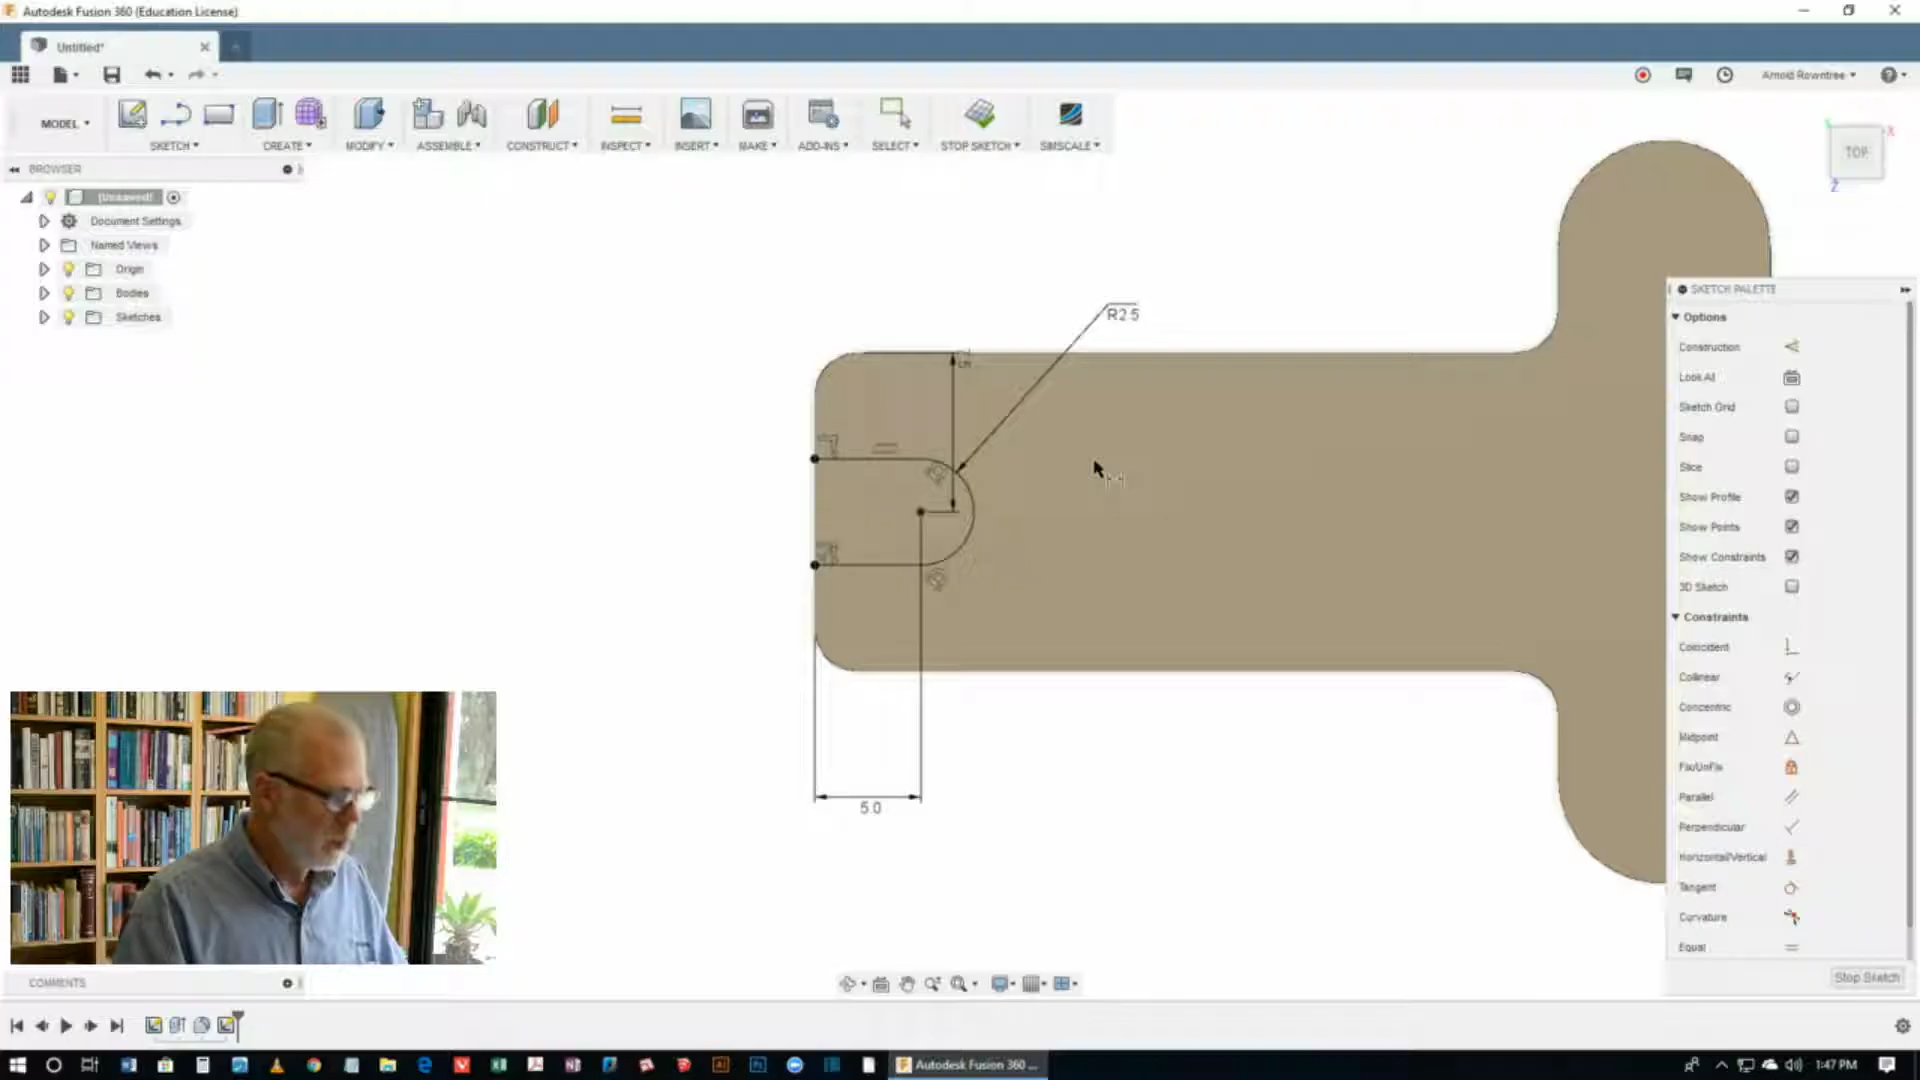 Autodesk Fusion 360 (Education License)
Untitled*
Arnold Rowntree
MODEL
SKETCH
CREATE
MODIFY
ASSEMBLE
CONSTRUCT
INSPECT
INSERT
MAKE
ADD-INS
SELECT
STOP SKETCH
SIMSCALE
BROWSER
(Unsaved)
Document Settings
Named Views
Origin
Bodies
Sketches
TOP
X
Z
R2.5
5.0
SKETCH PALETTE
Options
Construction
Look At
Sketch Grid
Snap
Slice
Show Profile
Show Points
Show Constraints
3D Sketch
Constraints
Coincident
Collinear
Concentric
Midpoint
Fix/UnFix
Parallel
Perpendicular
Horizontal/Vertical
Tangent
Curvature
Equal
Stop Sketch
COMMENTS
Autodesk Fusion 360 ...
1:47 PM